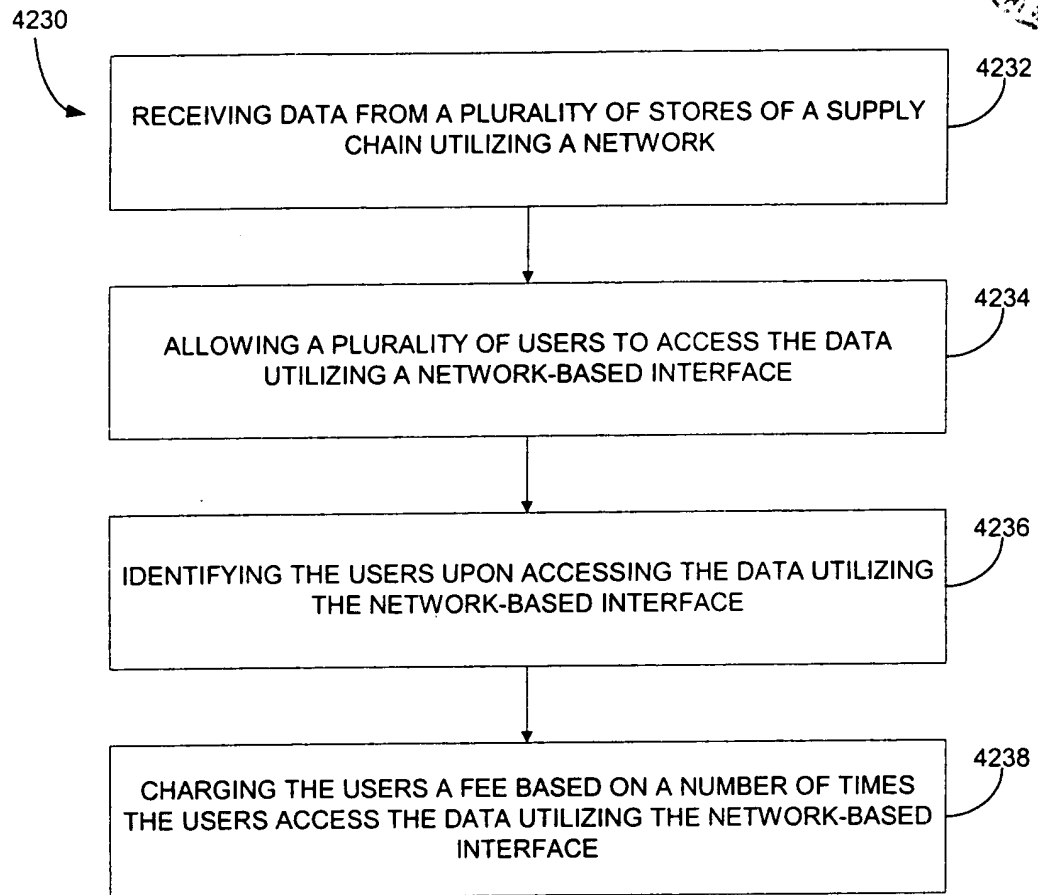 4230
4232
RECEIVING DATA FROM A PLURALITY OF STORES OF A SUPPLY
CHAIN UTILIZING A NETWORK
4234
ALLOWING A PLURALITY OF USERS TO ACCESS THE DATA
UTILIZING A NETWORK-BASED INTERFACE
4236
IDENTIFYING THE USERS UPON ACCESSING THE DATA UTILIZING
THE NETWORK-BASED INTERFACE
4238
CHARGING THE USERS A FEE BASED ON A NUMBER OF TIMES
THE USERS ACCESS THE DATA UTILIZING THE NETWORK-BASED
INTERFACE